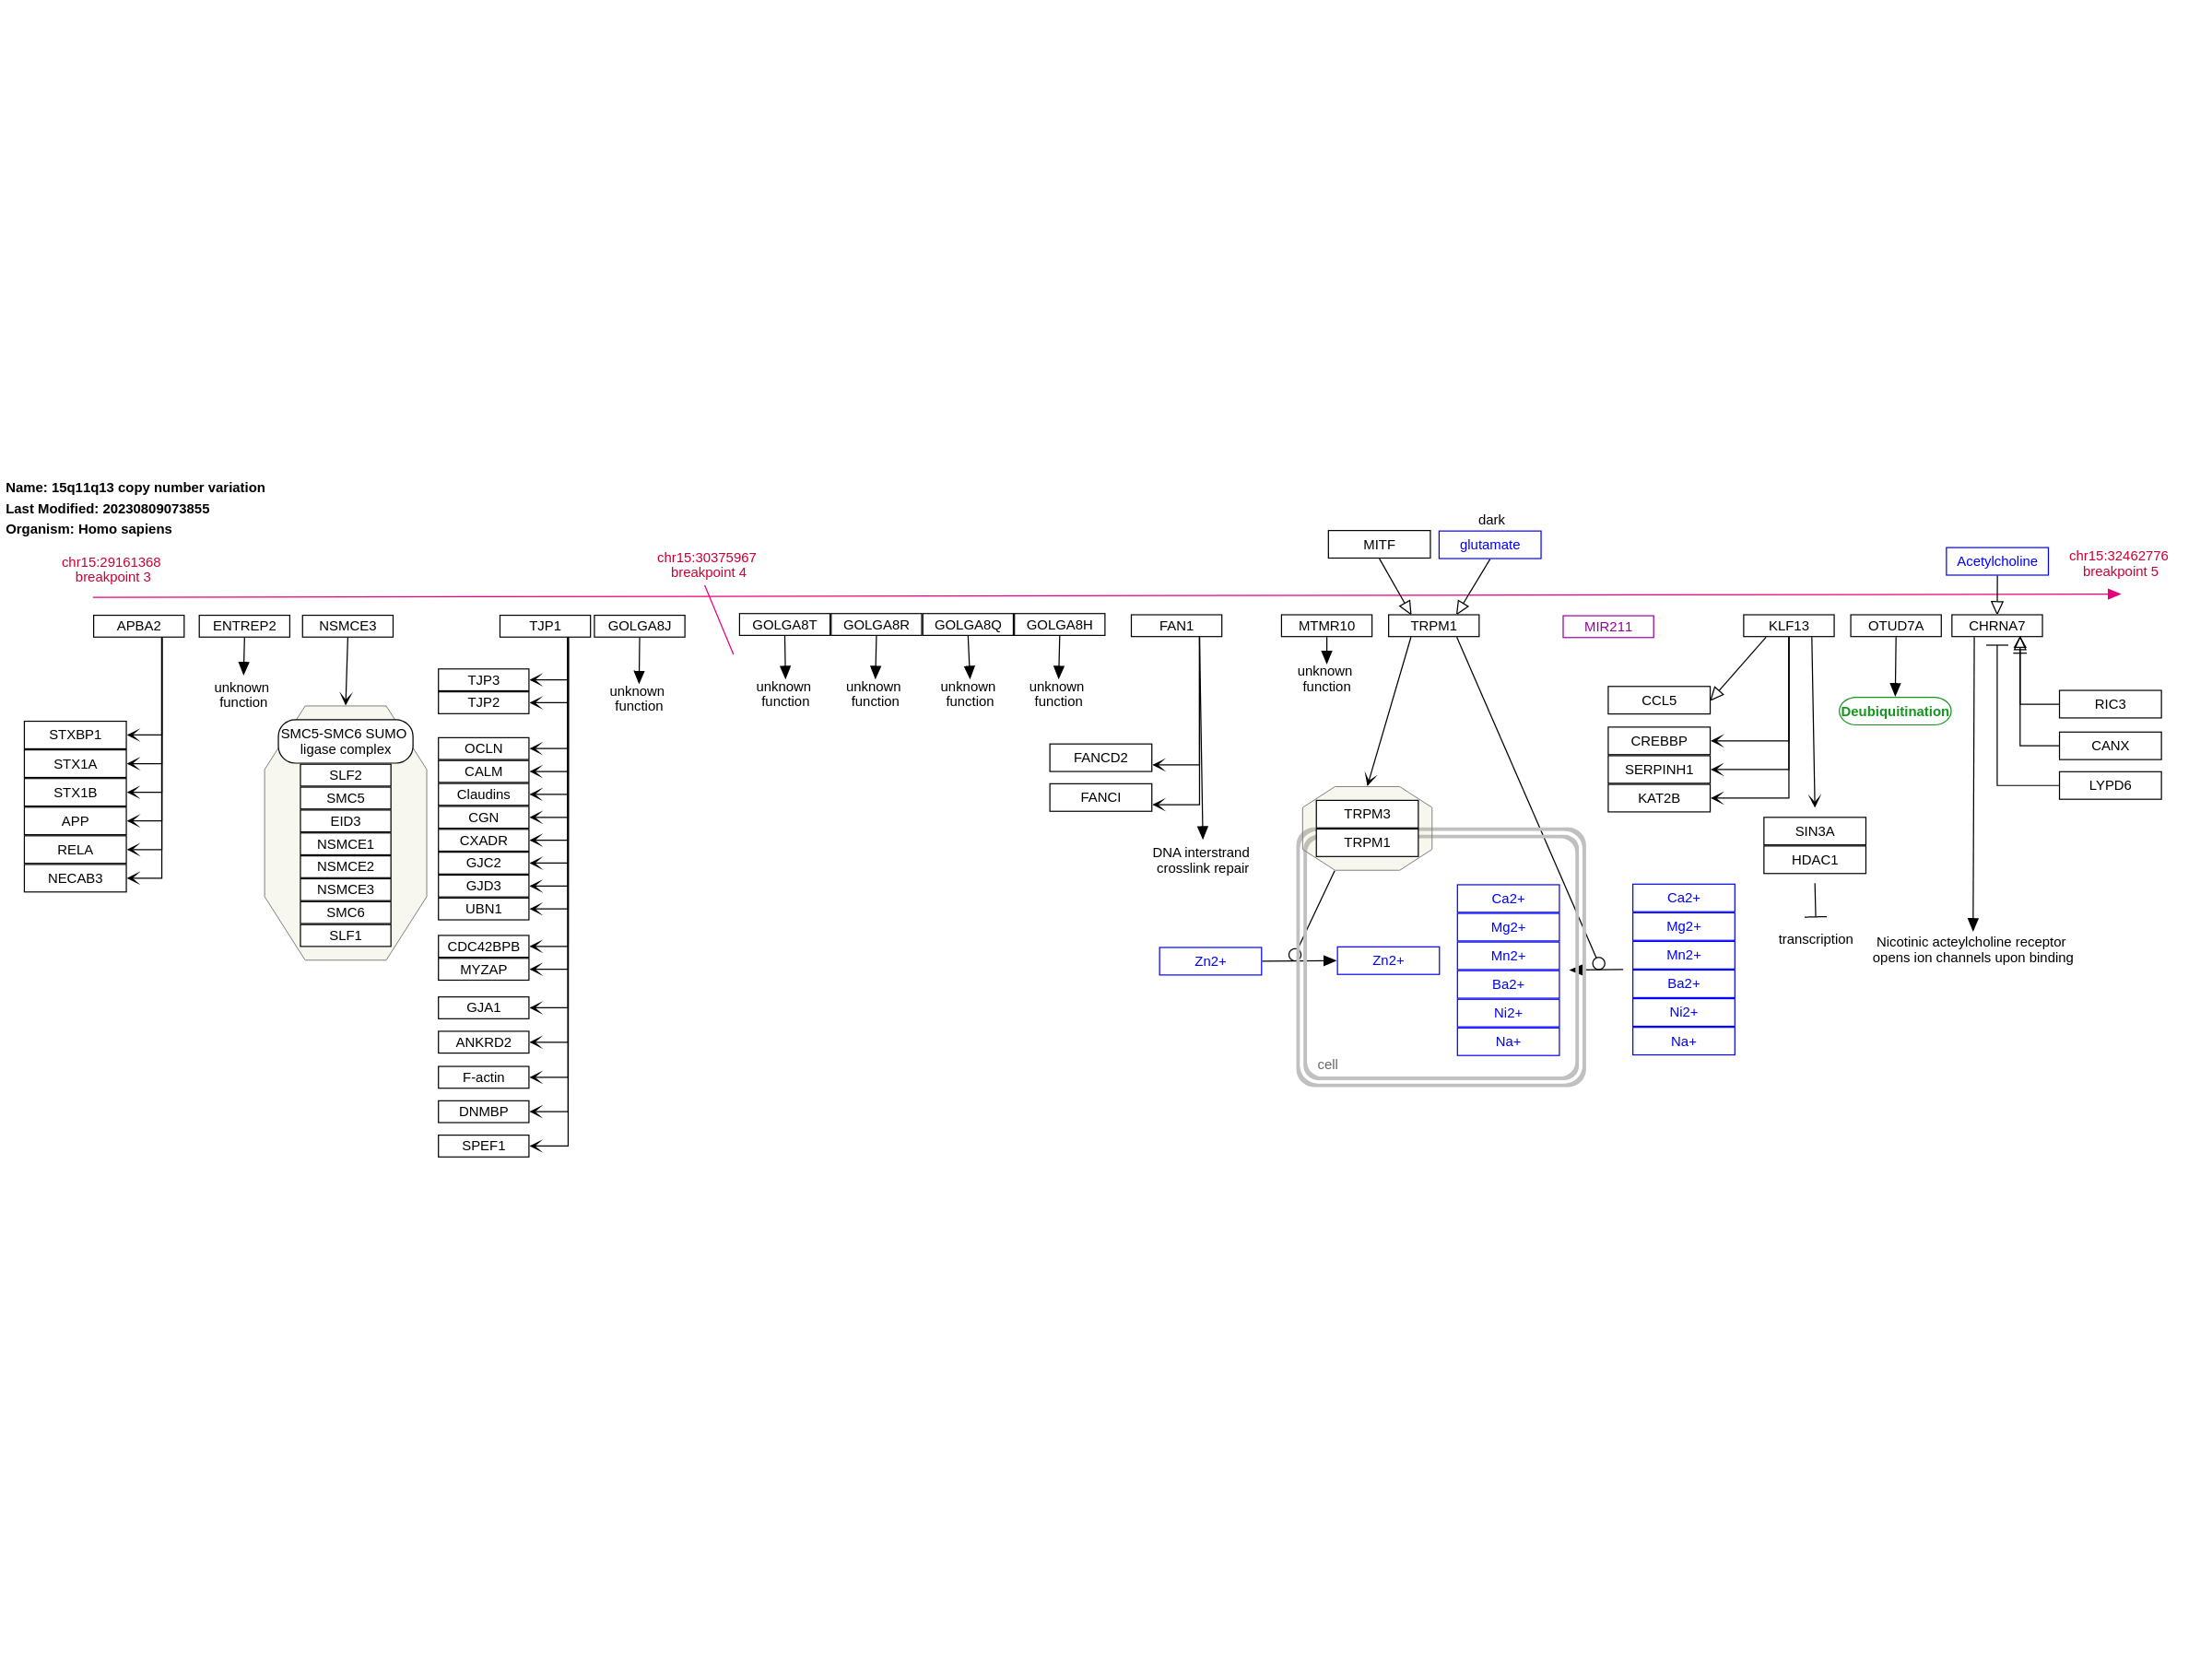 Name: 15q11q13 copy number variation
Last Modified: 20230809073855
Organism: Homo sapiens
chr15:29161368
breakpoint 3
chr15:30375967
breakpoint 4
chr15:32462776
breakpoint 5
dark
MITF
glutamate
Acetylcholine
APBA2
ENTREP2
NSMCE3
TJP1
GOLGA8J
GOLGA8T
GOLGA8R
GOLGA8Q
GOLGA8H
FAN1
MTMR10
TRPM1
MIR211
KLF13
OTUD7A
CHRNA7
STXBP1
STX1A
STX1B
APP
RELA
NECAB3
unknown
function
SMC5-SMC6 SUMO
ligase complex
SLF2
SMC5
EID3
NSMCE1
NSMCE2
NSMCE3
SMC6
SLF1
TJP3
TJP2
OCLN
CALM
Claudins
CGN
CXADR
GJC2
GJD3
UBN1
CDC42BPB
MYZAP
GJA1
ANKRD2
F-actin
DNMBP
SPEF1
unknown
function
unknown
function
unknown
function
unknown
function
unknown
function
FANCD2
FANCI
DNA interstrand
crosslink repair
unknown
function
TRPM3
TRPM1
Zn2+
Zn2+
Ca2+
Mg2+
Mn2+
Ba2+
Ni2+
Na+
cell
Ca2+
Mg2+
Mn2+
Ba2+
Ni2+
Na+
CCL5
CREBBP
SERPINH1
KAT2B
SIN3A
HDAC1
transcription
Deubiquitination
Nicotinic acteylcholine receptor
opens ion channels upon binding
RIC3
CANX
LYPD6